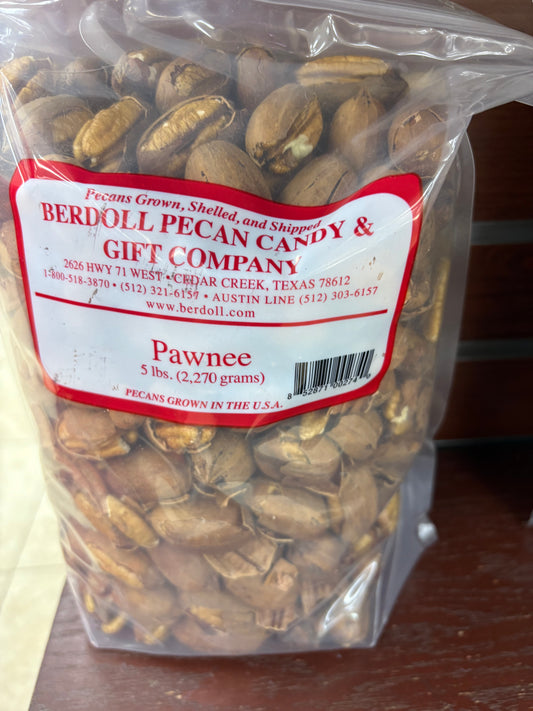 Pecans Grown, Shelled, and Shipped
BERDOLL PECAN CANDY &
GIFT COMPANY
2626 HWY 71 WEST • CEDAR CREEK, TEXAS 78612
1-800-518-3870 • (512) 321-6157 • AUSTIN LINE (512) 303-6157
www.berdoll.com
Pawnee
5 lbs. (2,270 grams)
PECANS GROWN IN THE U.S.A.